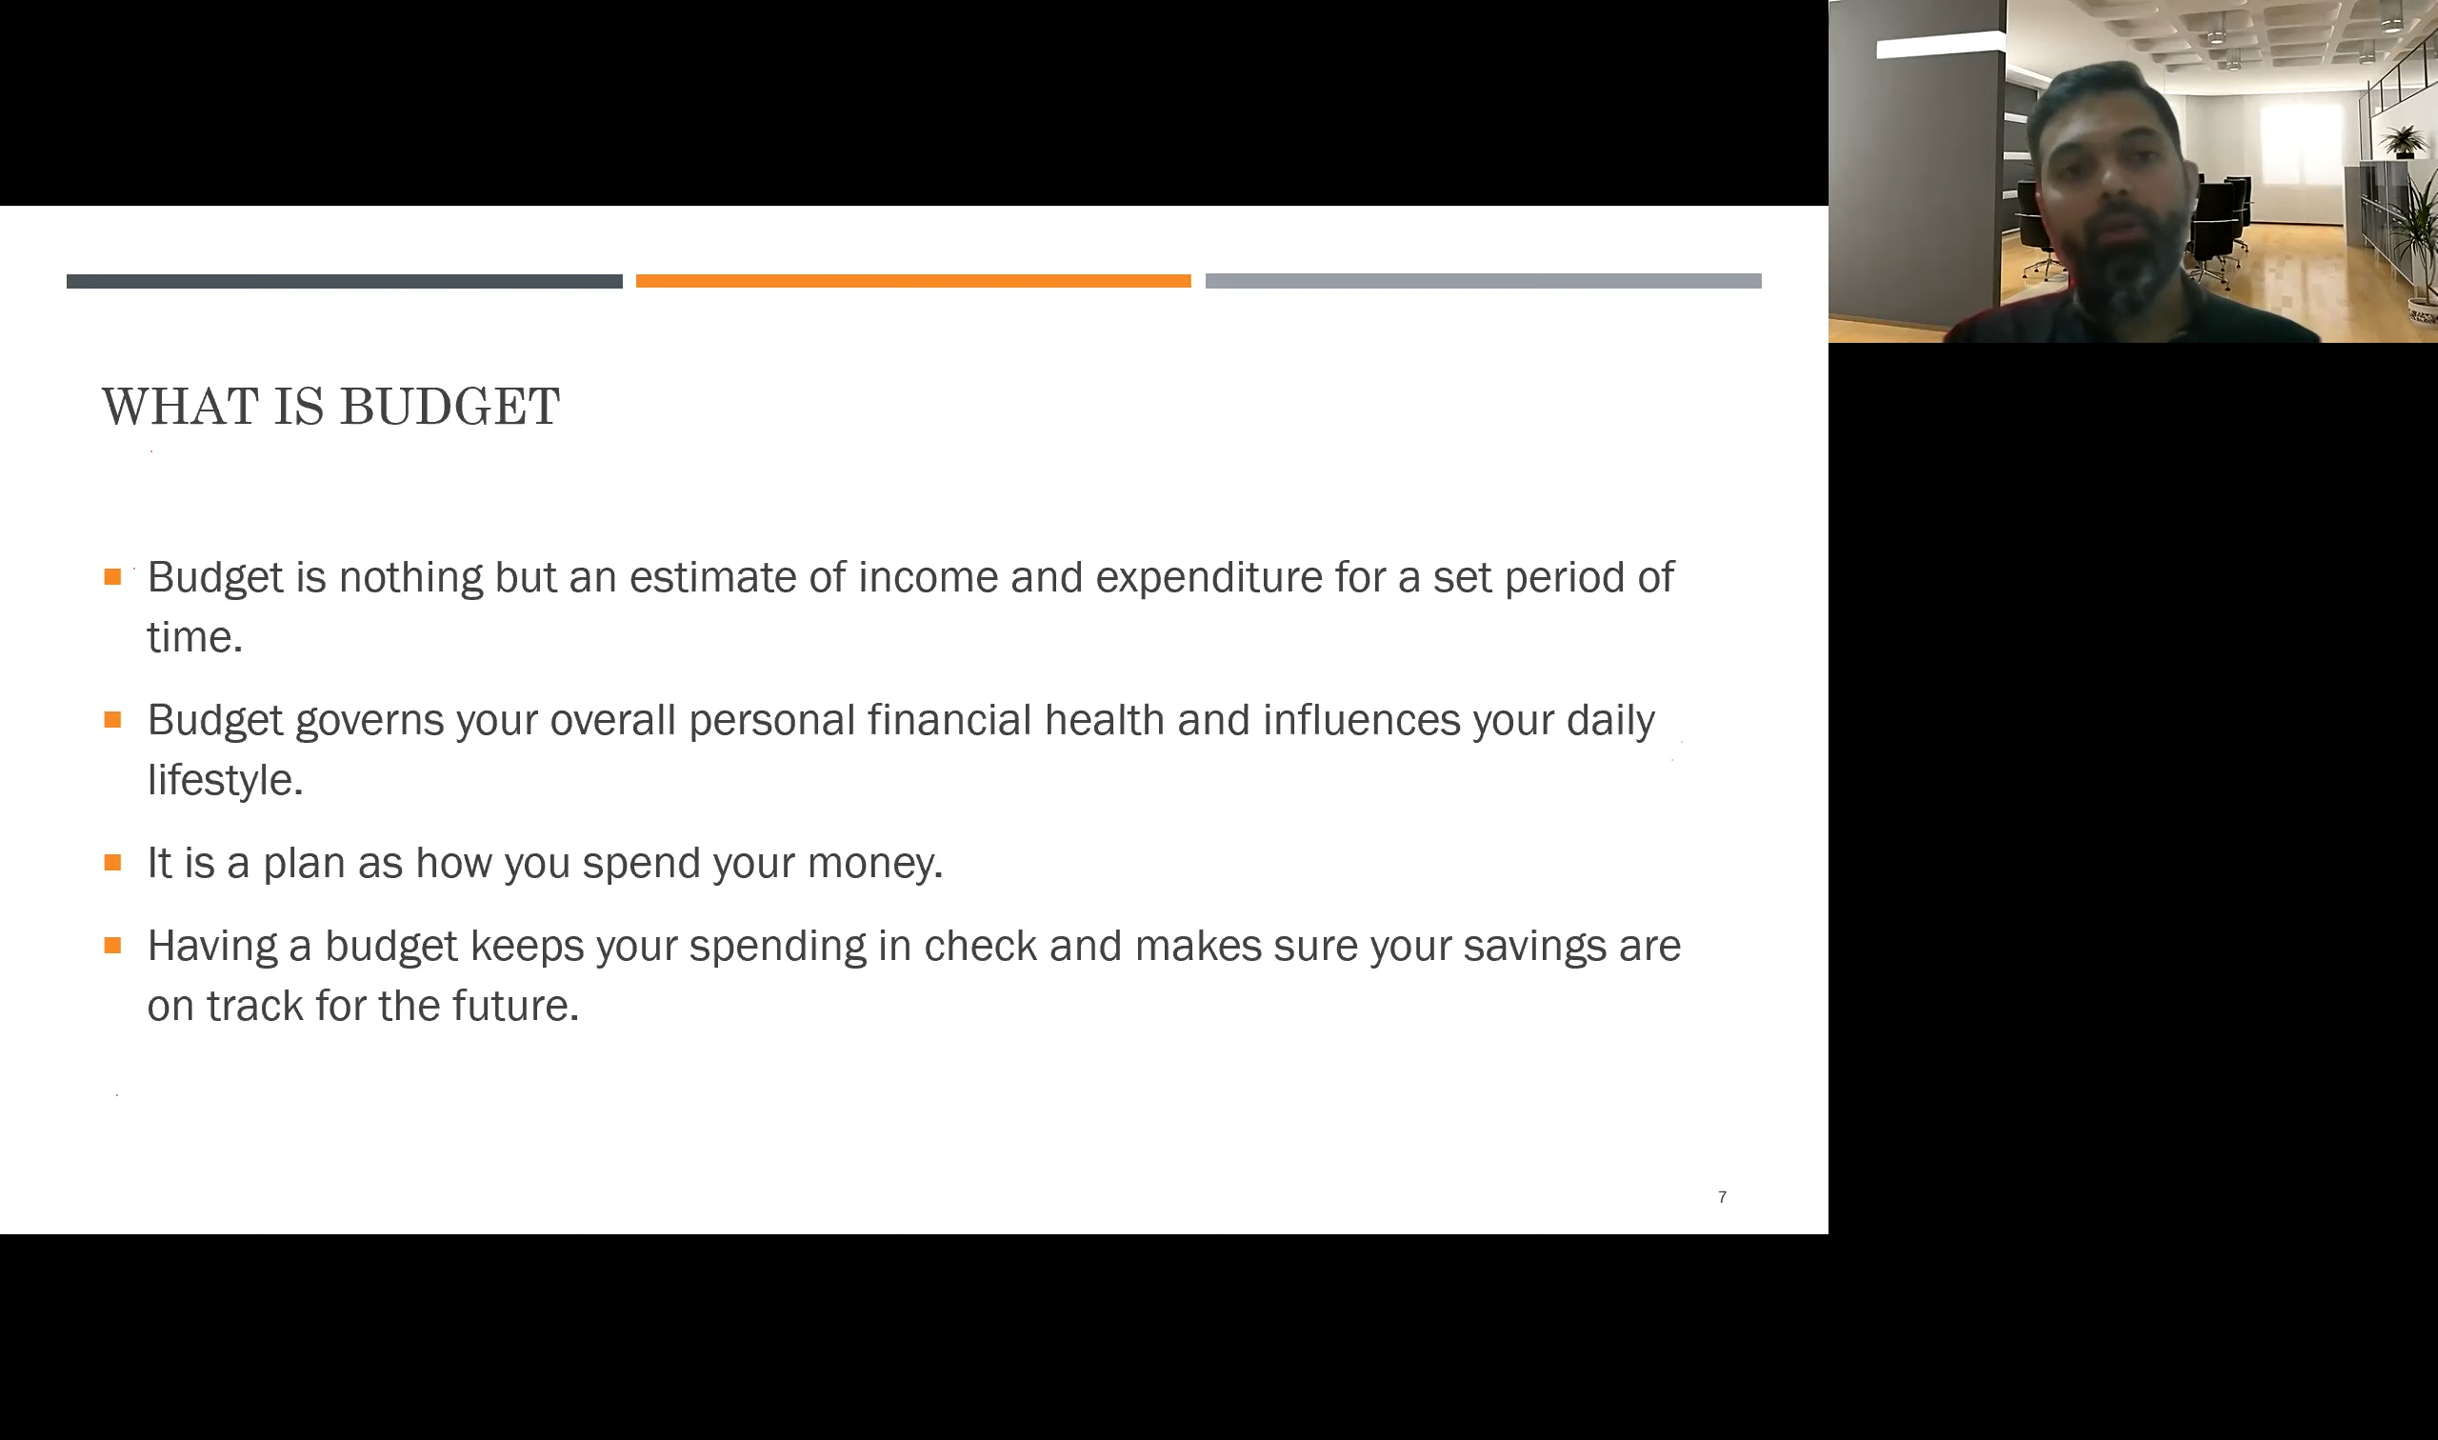 WHAT IS BUDGET
Budget is nothing but an estimate of income and expenditure for a set period of
time.
Budget governs your overall personal financial health and influences your daily
lifestyle.
It is a plan as how you spend your money.
Having a budget keeps your spending in check and makes sure your savings are
on track for the future.
7